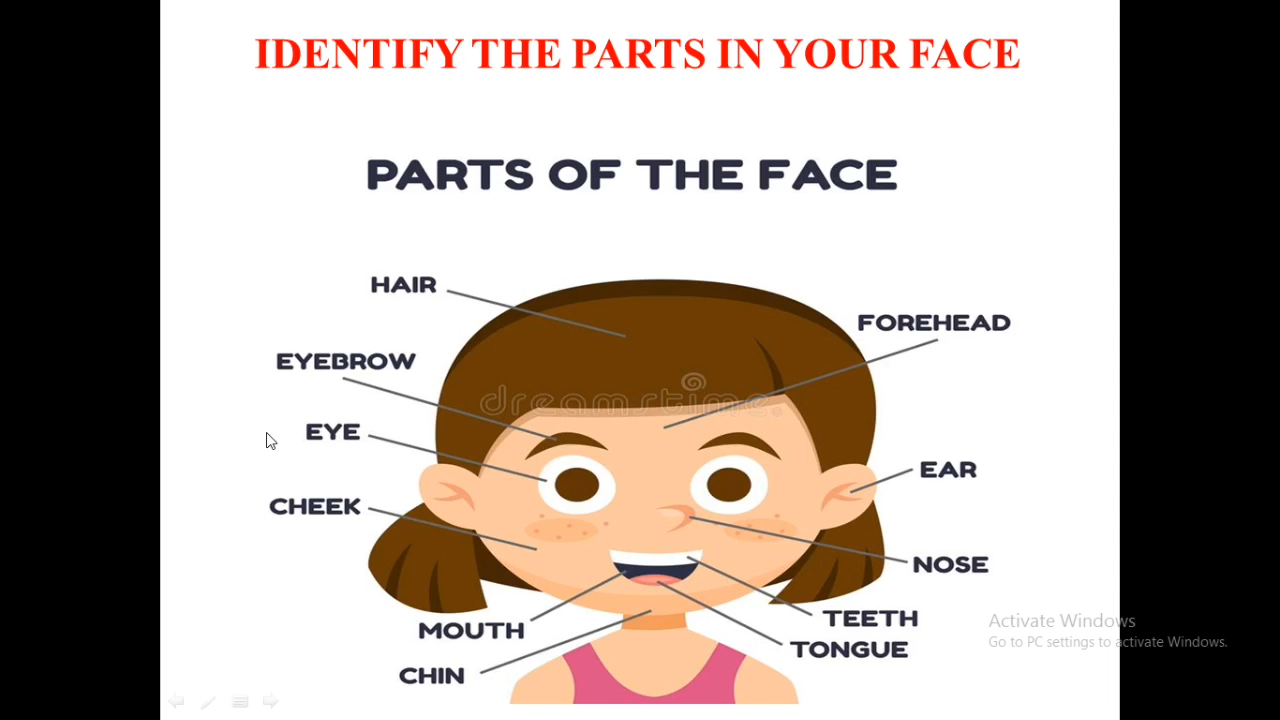 IDENTIFY THE PARTS IN YOUR FACE
PARTS OF THE FACE
HAIR
FOREHEAD
EYEBROW
dreamstime.
EYE
EAR
CHEEK
NOSE
TEETH
MOUTH
TONGUE
CHIN
Activate Windows
Go to PC settings to activate Windows.